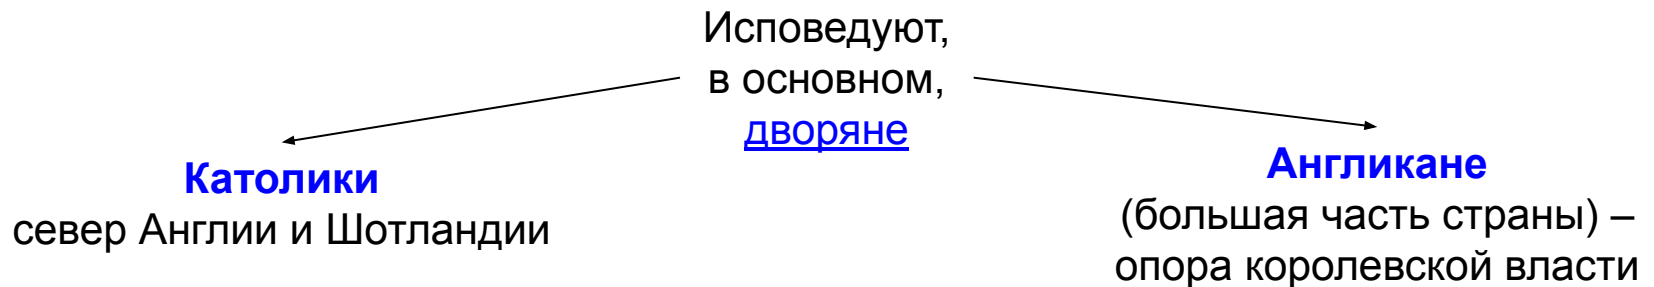 Исповедуют,
в основном,
дворяне
Католики
север Англии и Шотландии
Англикане
(большая часть страны) –
опора королевской власти